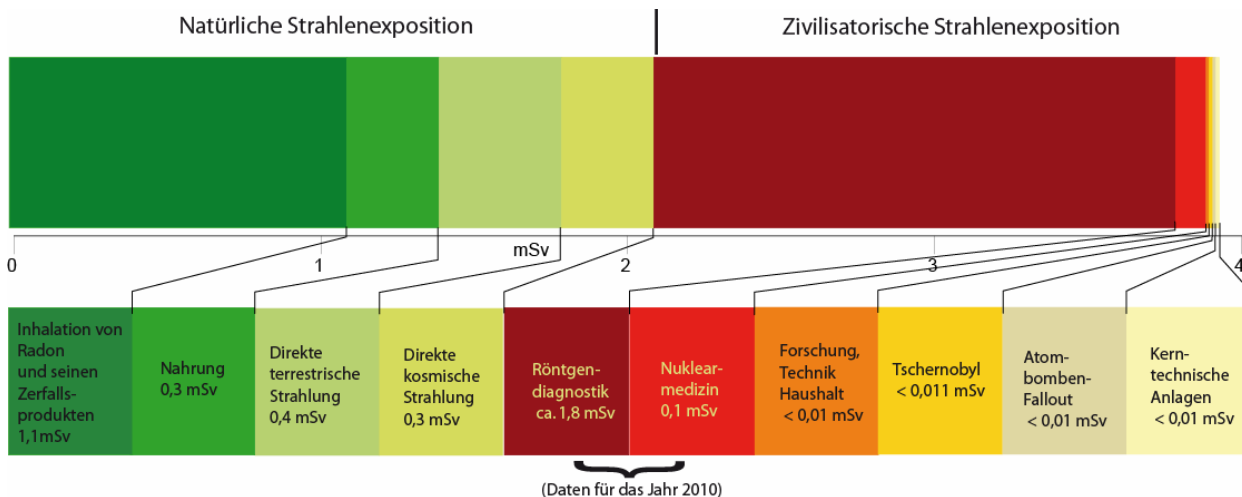 Natürliche Strahlenexposition
Zivilisatorische Strahlenexposition
mSv
0
1
2
3
4
Inhalation von
Radon
und seinen
Zerfalls-
produkten
1,1mSv
Nahrung
0,3 mSv
Direkte
terrestrische
Strahlung
0,4 mSv
Direkte
kosmische
Strahlung
0,3 mSv
Röntgen-
diagnostik
ca. 1,8 mSv
Nuklear-
medizin
0,1 mSv
Forschung,
Technik
Haushalt
< 0,01 mSv
Tschernobyl
< 0,011 mSv
Atom-
bomben-
Fallout
< 0,01 mSv
Kern-
technische
Anlagen
< 0,01 mSv
(Daten für das Jahr 2010)